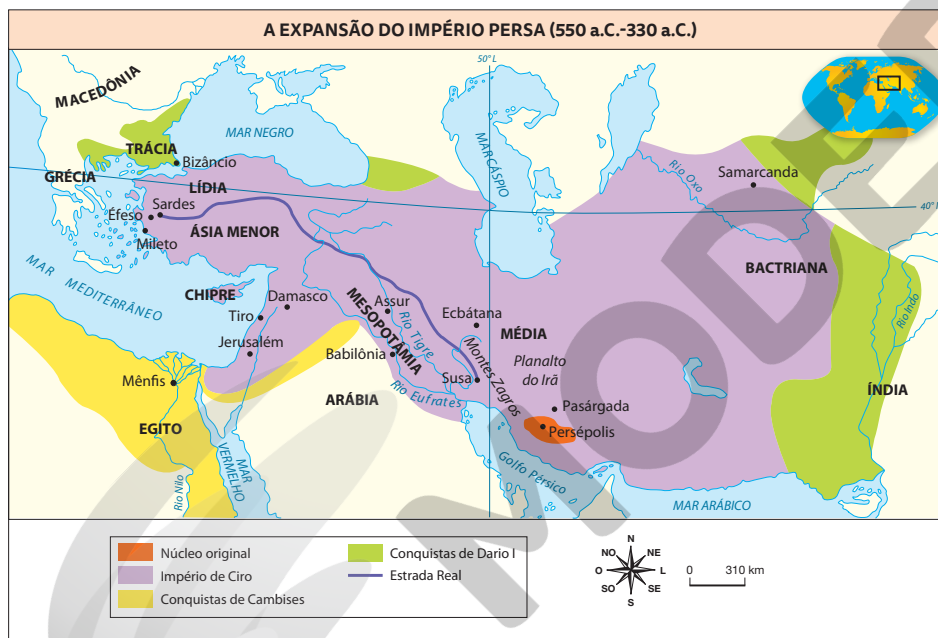 A EXPANSÃO DO IMPÉRIO PERSA (550 a.C.-330 a.C.)
50° L
MACEDÔNIA
MAR NEGRO
MAR CÁSPIO
TRÁCIA
Bizâncio
GRÉCIA
LÍDIA
Rio Oxo
Samarcanda
40° N
Sardes
Éfeso
Mileto
ÁSIA MENOR
BACTRIANA
MAR MEDITERRÂNEO
CHIPRE
Damasco
Tiro
Jerusalém
MESOPOTÂMIA
Assur
Rio Tigre
Babilônia
Ecbátana
MÉDIA
Montes Zagros
Planalto
do Irã
Susa
Rio Indo
ÍNDIA
Mênfis
EGITO
ARÁBIA
Rio Eufrates
Pasárgada
Persépolis
Rio Nilo
MAR
VERMELHO
Golfo Pérsico
MAR ARÁBICO
Núcleo original
Império de Ciro
Conquistas de Cambises
Conquistas de Dario I
Estrada Real
N
NO
NE
O
L
SO
SE
S
0 310 km
MODE